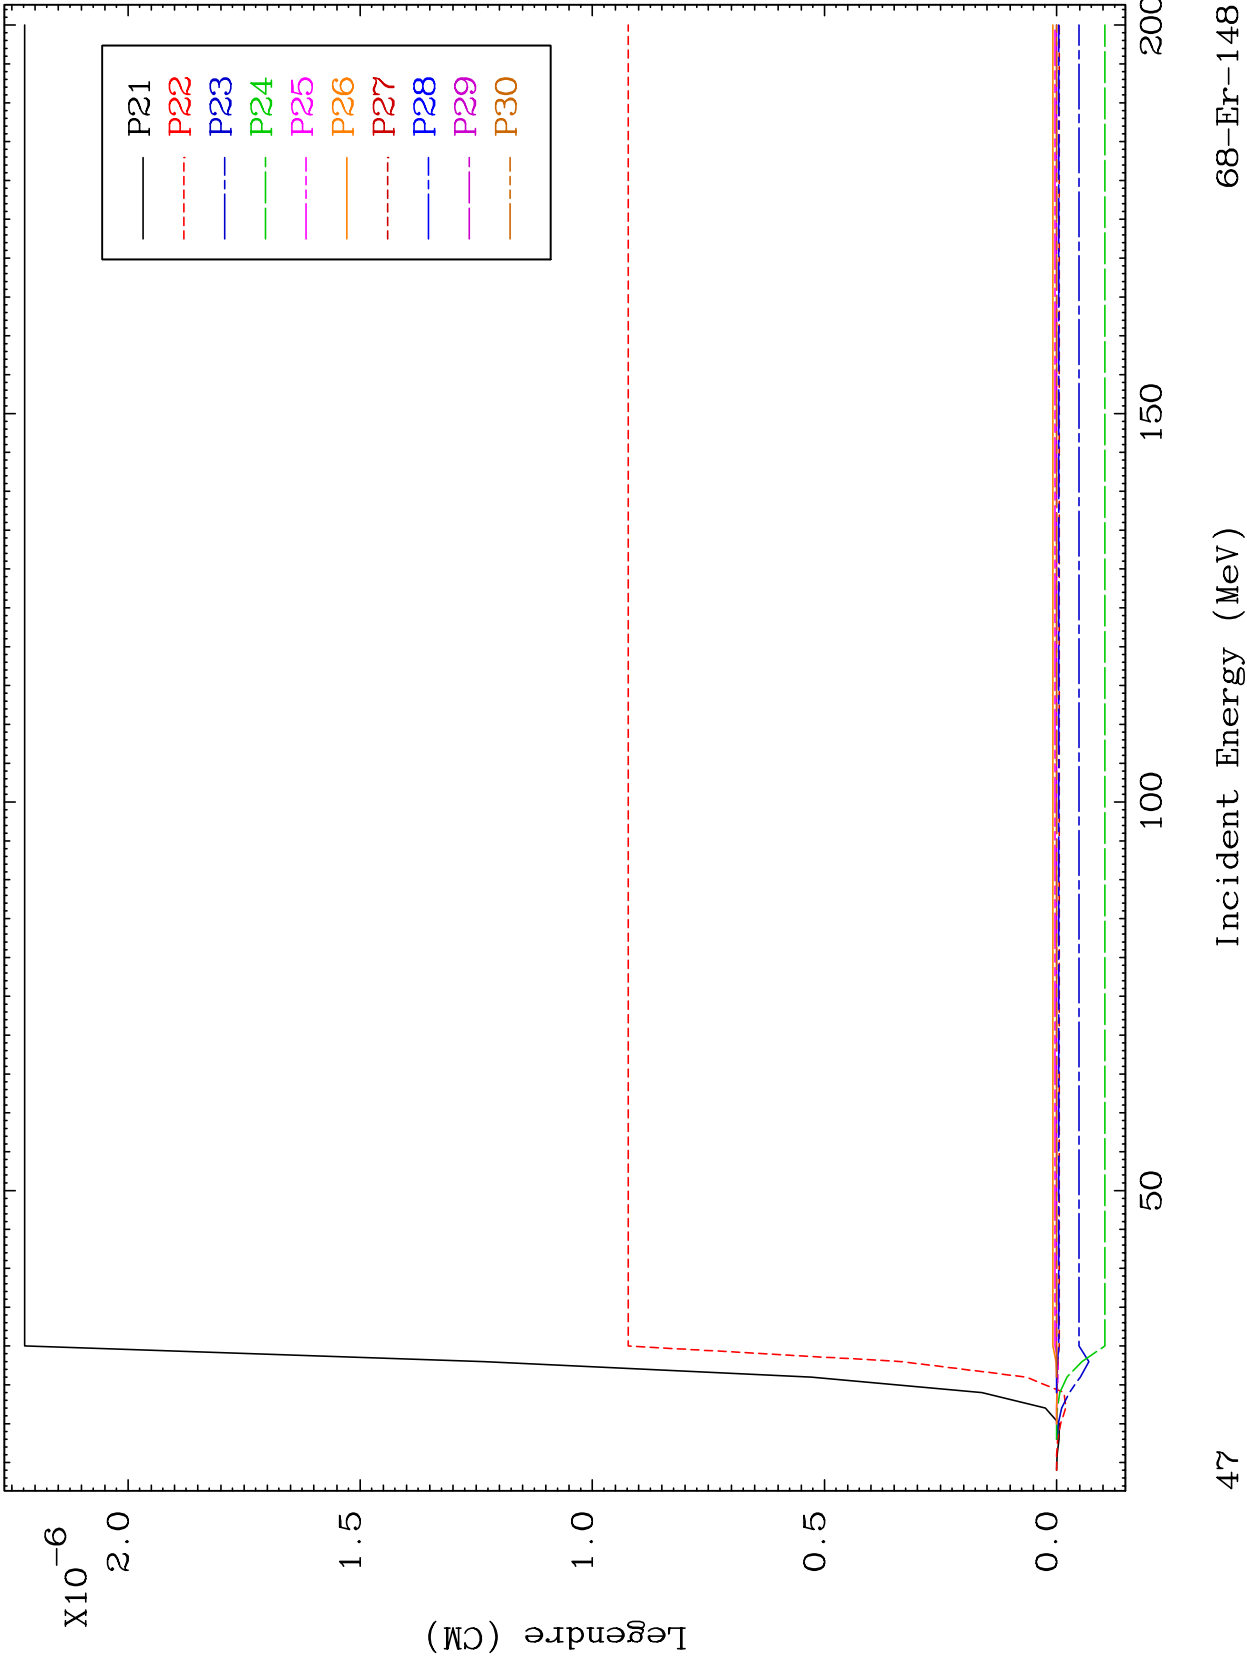 X10-6
2.0
1.5
1.0
0.5
0.0
Legendre (CM)
P21
P22
P23
P24
P25
P26
P27
P28
P29
P30
50
100
150
200
47
Incident Energy (MeV)
68-Er-148